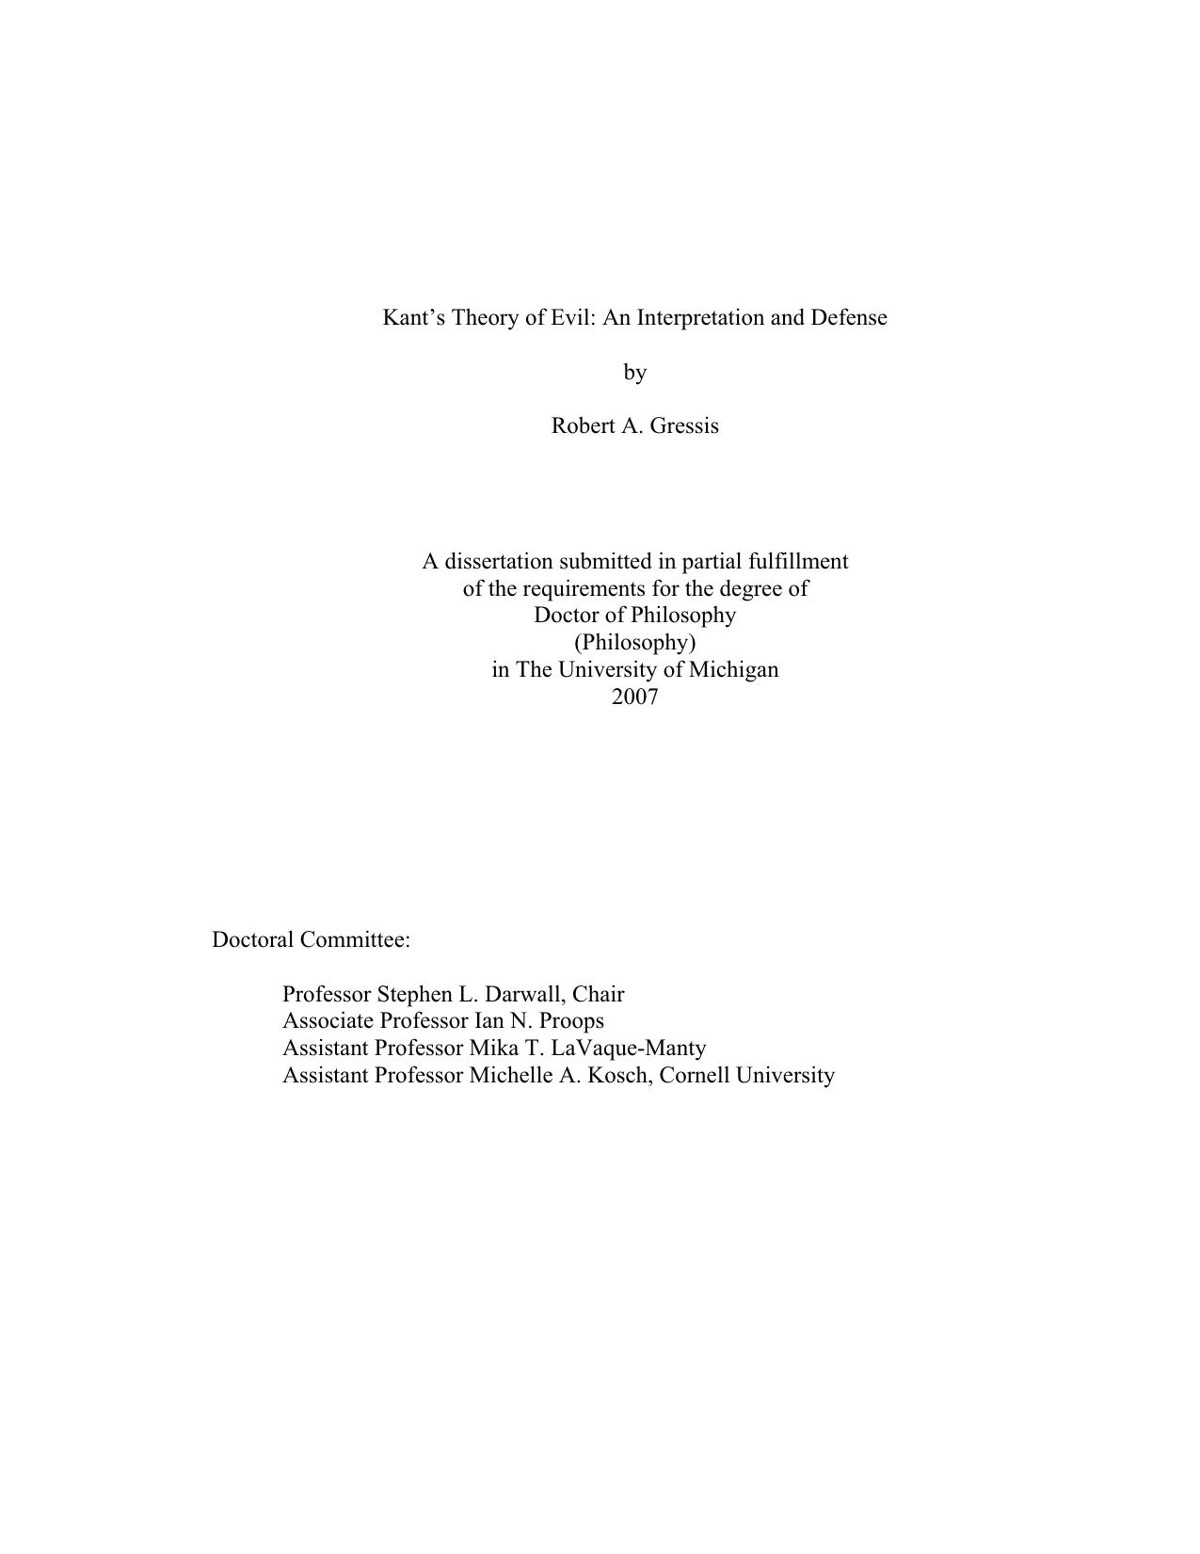 Kant’s Theory of Evil: An Interpretation and Defense
by
Robert A. Gressis
A dissertation submitted in partial fulfillment
of the requirements for the degree of
Doctor of Philosophy
(Philosophy)
in The University of Michigan
2007
Doctoral Committee:
Professor Stephen L. Darwall, Chair
Associate Professor Ian N. Proops
Assistant Professor Mika T. LaVaque-Manty
Assistant Professor Michelle A. Kosch, Cornell University